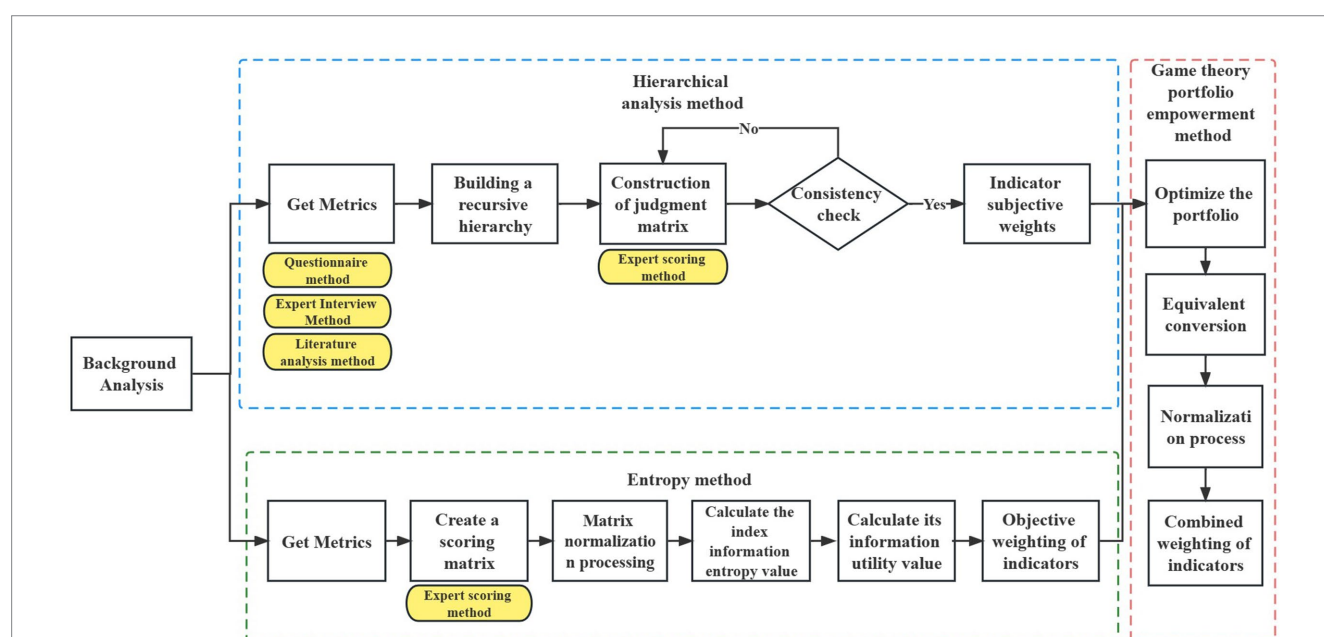 Hierarchical
analysis method
Game theory
portfolio
empowerment
method
No
Get Metrics
Building a
recursive
hierarchy
Construction
of judgment
matrix
Consistency
check
Yes
Indicator
subjective
weights
Optimize the
portfolio
Questionnaire
method
Expert Interview
Method
Literature
analysis method
Expert scoring
method
Equivalent
conversion
Background
Analysis
Normalizati
on process
Entropy method
Get Metrics
Create a
scoring
matrix
Matrix
normalizatio
n processing
Calculate the
index
information
entropy value
Calculate its
information
utility value
Objective
weighting of
indicators
Combined
weighting of
indicators
Expert scoring
method